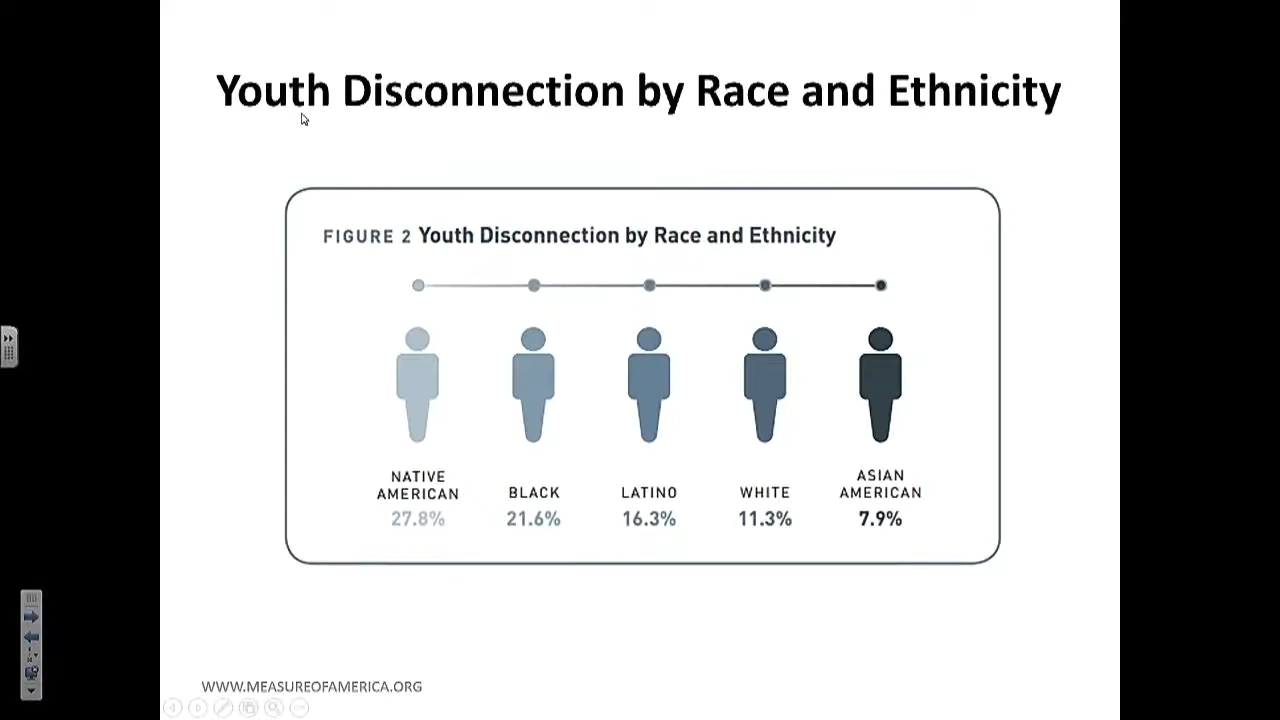 Youth Disconnection by Race and Ethnicity
FIGURE 2 Youth Disconnection by Race and Ethnicity
NATIVE AMERICAN
27.8%
BLACK
21.6%
LATINO
16.3%
WHITE
11.3%
ASIAN AMERICAN
7.9%
WWW.MEASUREOFAMERICA.ORG